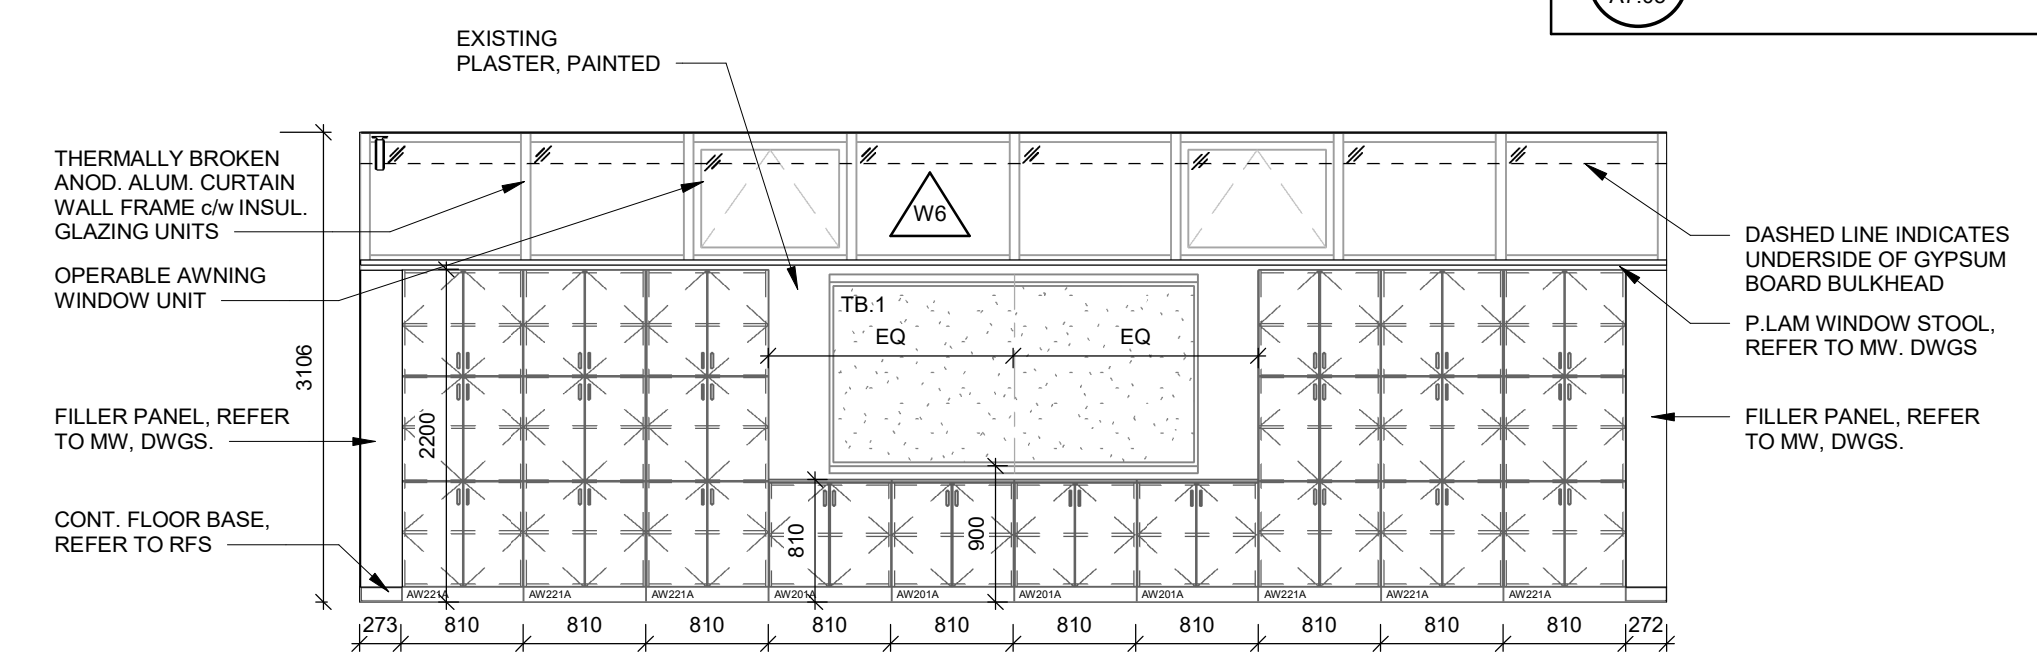 EXISTING
PLASTER, PAINTED
THERMALLY BROKEN
ANOD. ALUM. CURTAIN
WALL FRAME c/w INSUL.
GLAZING UNITS
OPERABLE AWNING
WINDOW UNIT
W6
DASHED LINE INDICATES
UNDERSIDE OF GYPSUM
BOARD BULKHEAD
P.LAM WINDOW STOOL,
REFER TO MW. DWGS
TB.1
EQ EQ
3106
2200
FILLER PANEL, REFER
TO MW, DWGS.
FILLER PANEL, REFER
TO MW, DWGS.
CONT. FLOOR BASE,
REFER TO RFS
810
900
AW221A AW221A AW221A AW201A AW201A AW201A AW201A AW221A AW221A AW221A
273 810 810 810 810 810 810 810 810 810 810 272